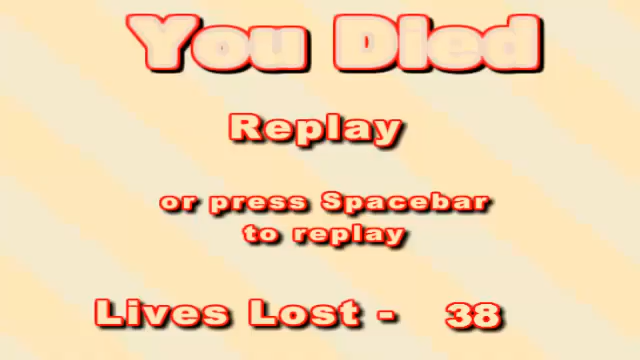 You Died
Replay
or press Spacebar
to replay
Lives Lost - 38